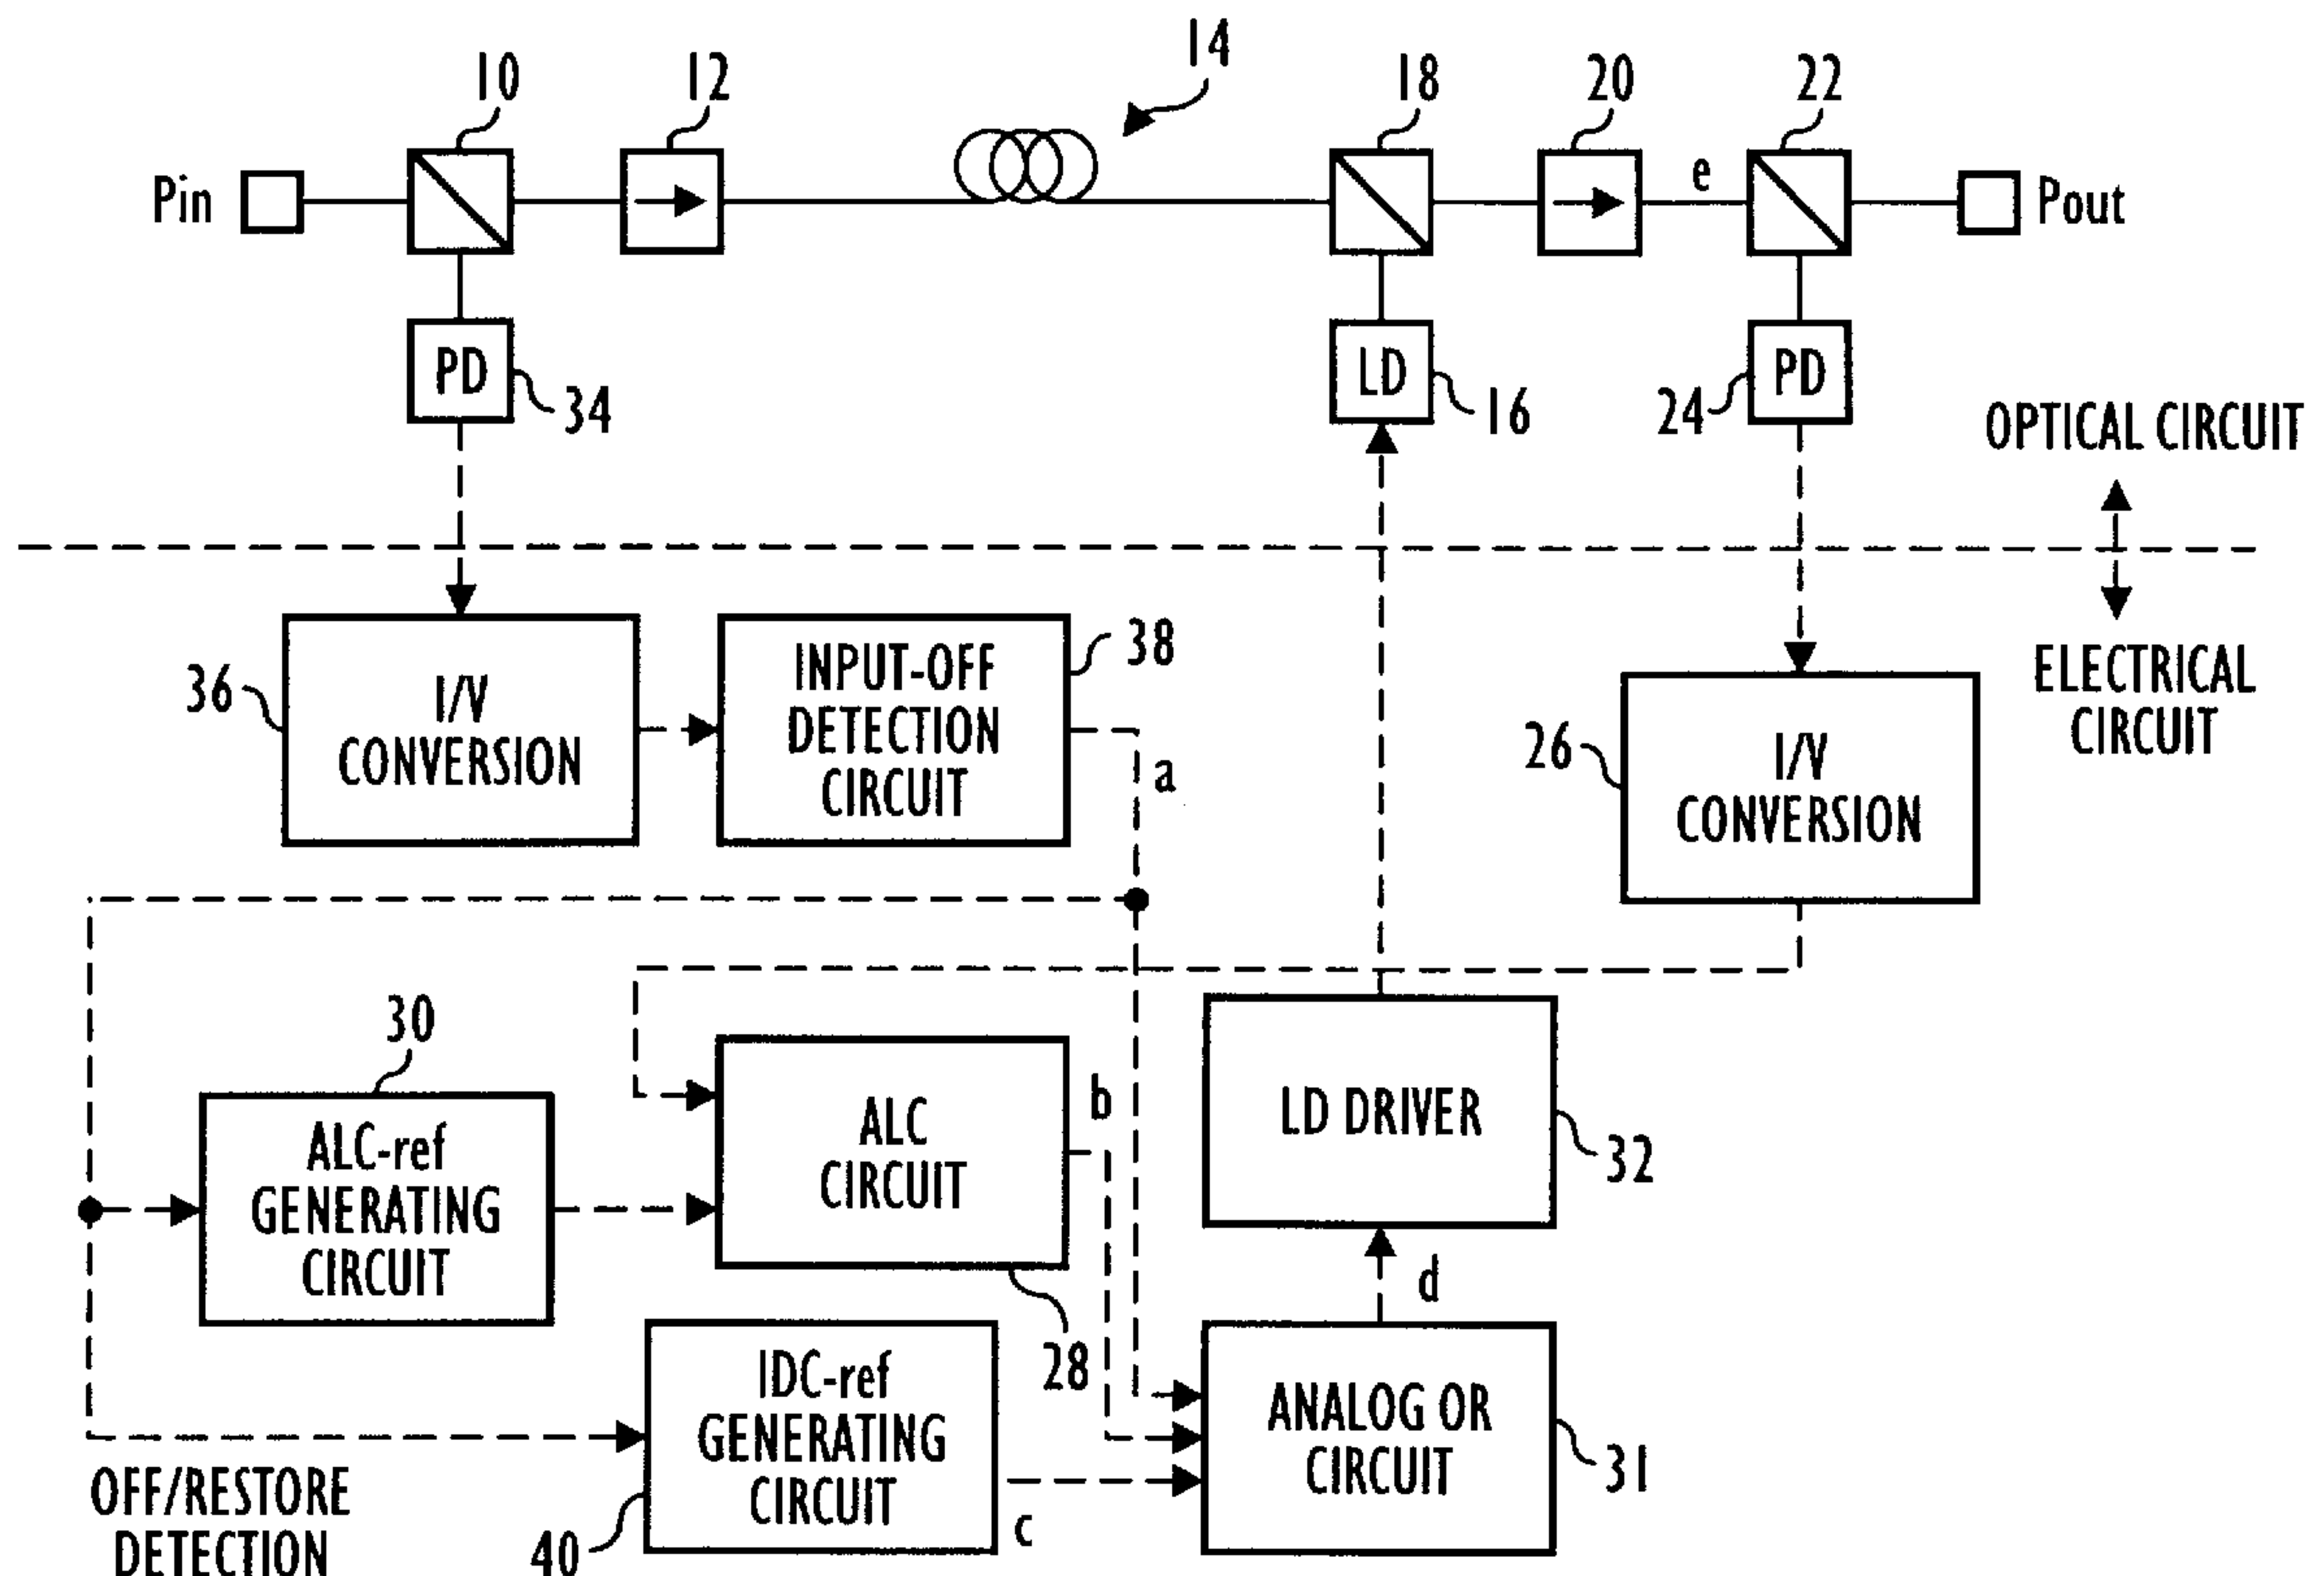 14
10
12
18
20
22
Pin
e
Pout
PD
34
LD
16
24
PD
OPTICAL CIRCUIT
ELECTRICAL
CIRCUIT
36
I/V
CONVERSION
INPUT-OFF
DETECTION
CIRCUIT
38
a
26
I/V
CONVERSION
30
ALC-ref
GENERATING
CIRCUIT
ALC
CIRCUIT
b
28
LD DRIVER
32
d
IDC-ref
GENERATING
CIRCUIT
40
c
ANALOG OR
CIRCUIT
31
OFF/RESTORE
DETECTION